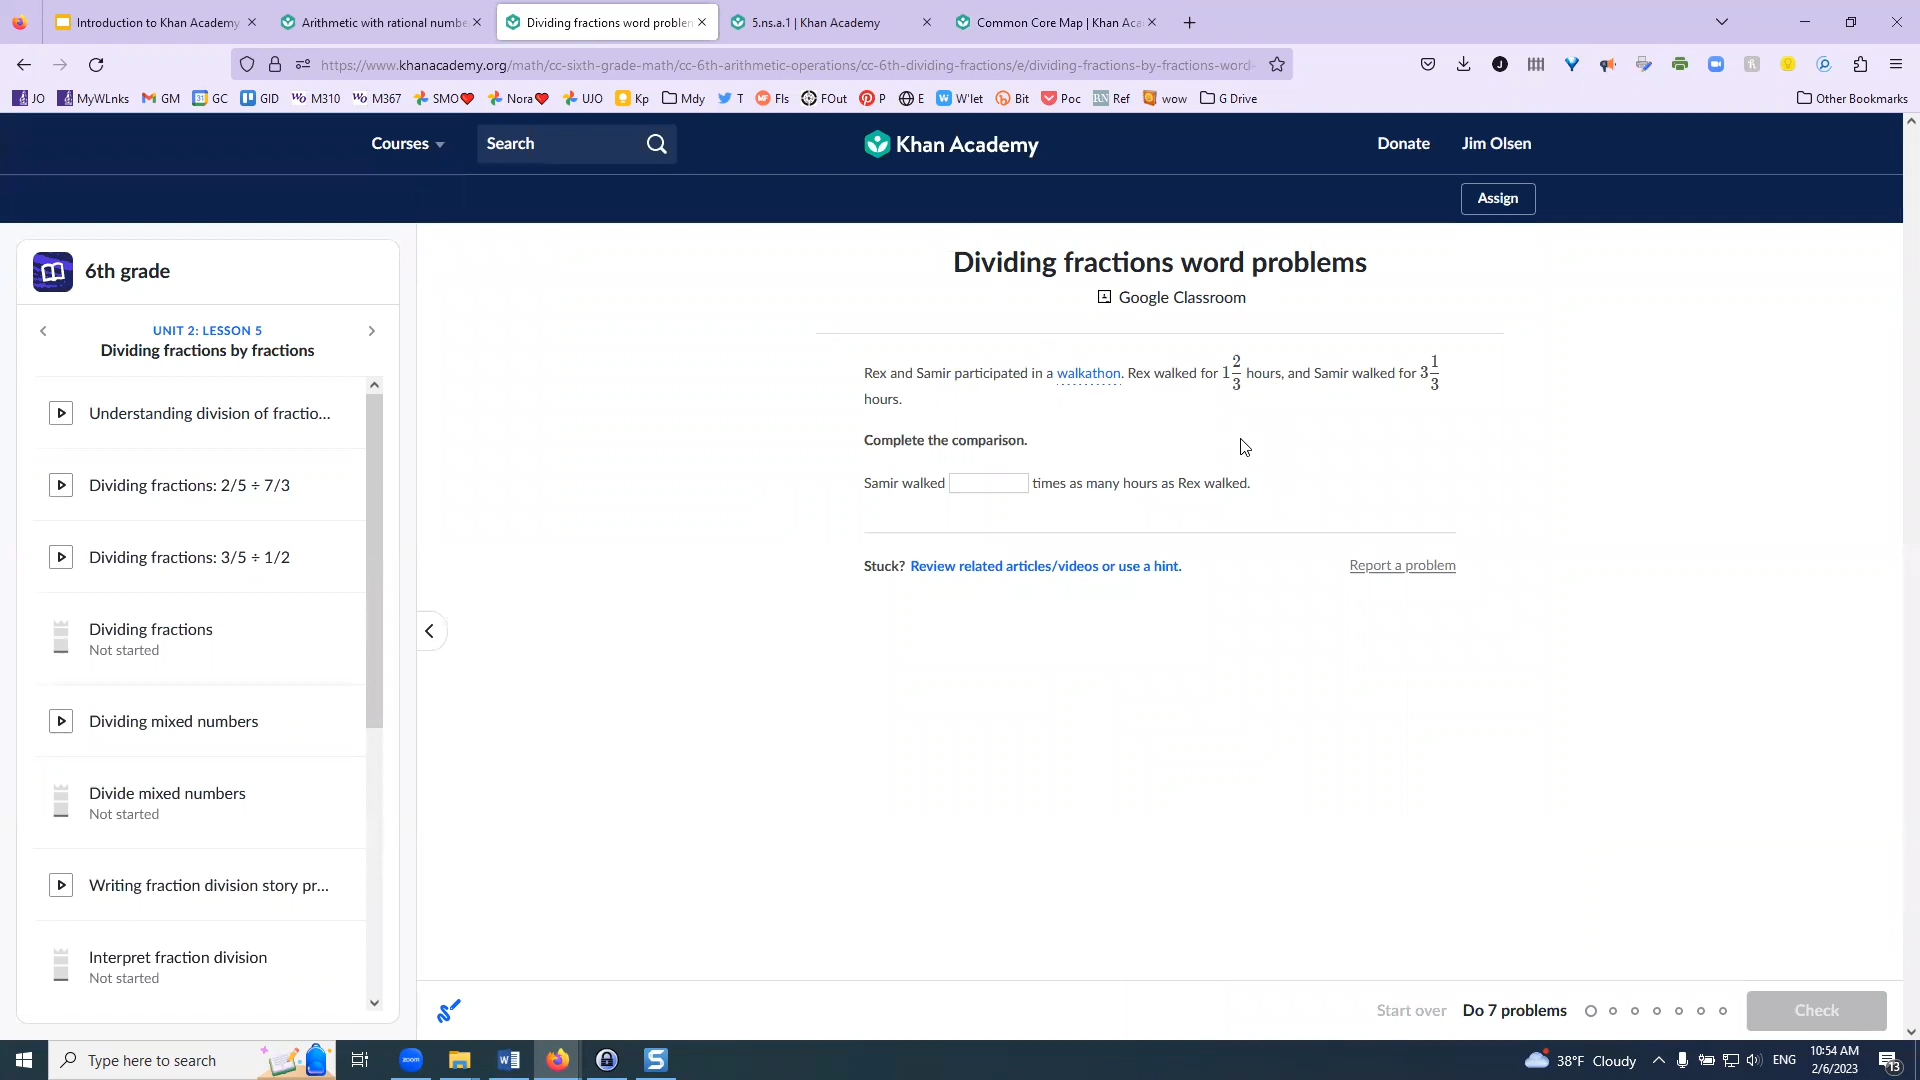 Introduction to Khan Academy
Arithmetic with rational numbe
Dividing fractions word problem
5.ns.a.1 | Khan Academy
Common Core Map | Khan Aca
https://www.khanacademy.org/math/cc-sixth-grade-math/cc-6th-arithmetic-operations/cc-6th-dividing-fractions/e/dividing-fractions-by-fractions-word-
JO MyWLnks GM GC GID M310 M367 SMO Nora UJO Kp Mdy T FIs FOut P E W'let Bit Poc Ref wow G Drive Other Bookmarks
Courses Search Khan Academy Donate Jim Olsen
Assign
6th grade
UNIT 2: LESSON 5
Dividing fractions by fractions
Understanding division of fractio...
Dividing fractions: 2/5 ÷ 7/3
Dividing fractions: 3/5 ÷ 1/2
Dividing fractions
Not started
Dividing mixed numbers
Divide mixed numbers
Not started
Writing fraction division story pr...
Interpret fraction division
Not started
Dividing fractions word problems
Google Classroom
Rex and Samir participated in a walkathon. Rex walked for 1 2/3 hours, and Samir walked for 3 1/3
hours.
Complete the comparison.
Samir walked times as many hours as Rex walked.
Stuck? Review related articles/videos or use a hint. Report a problem
Start over Do 7 problems Check
Type here to search
zoom
38°F Cloudy
ENG
10:54 AM
2/6/2023
13